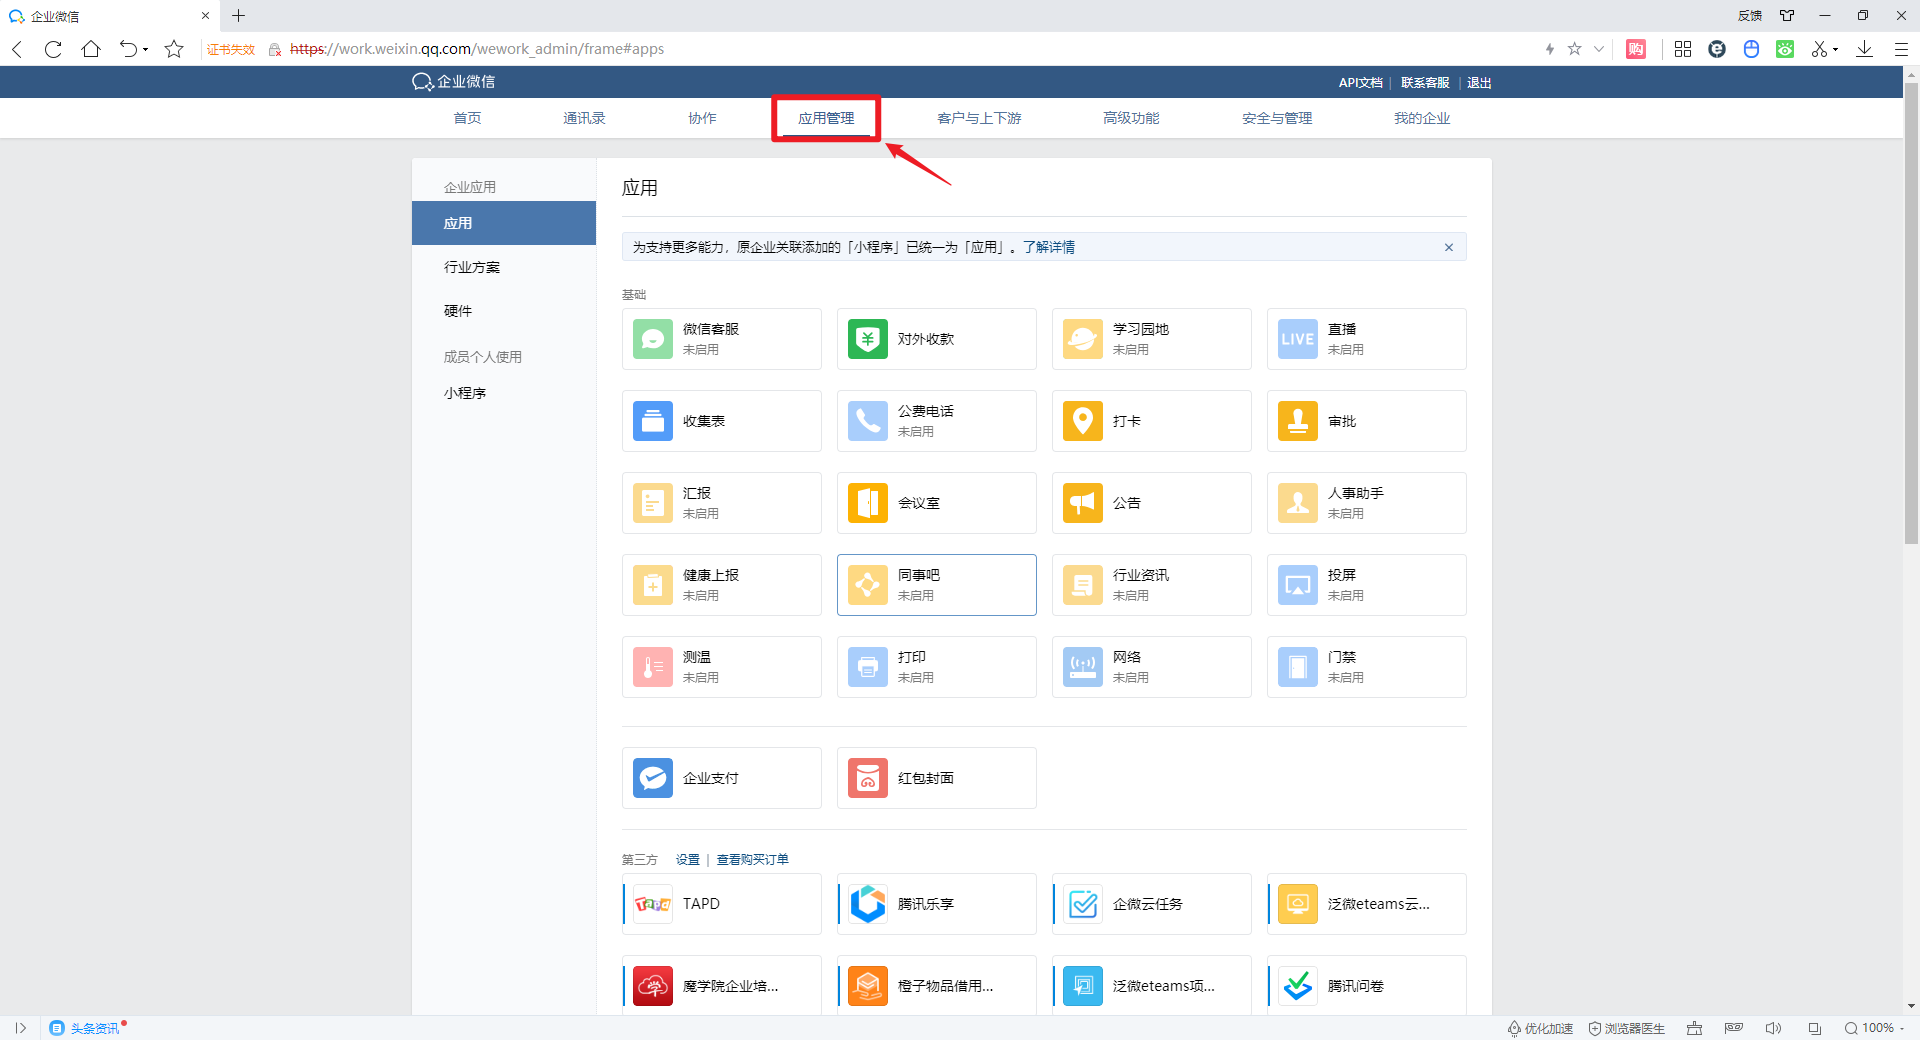 企业微信
反馈
证书失效 https://work.weixin.qq.com/wework_admin/frame#apps
购
企业微信
API文档 | 联系客服 | 退出
首页 通讯录 协作 应用管理 客户与上下游 高级功能 安全与管理 我的企业
企业应用
应用
行业方案
硬件
成员个人使用
小程序
应用
为支持更多能力，原企业关联添加的「小程序」已统一为「应用」。了解详情
基础
微信客服
未启用
对外收款
学习园地
未启用
LIVE
直播
未启用
收集表
公费电话
未启用
打卡
审批
汇报
未启用
会议室
公告
人事助手
未启用
健康上报
未启用
同事吧
未启用
行业资讯
未启用
投屏
未启用
测温
未启用
打印
未启用
网络
未启用
门禁
未启用
企业支付
红包封面
第三方 设置 | 查看购买订单
Tapd
TAPD
腾讯乐享
企微云任务
泛微eteams云...
学
魔学院企业培...
橙子物品借用...
泛微eteams项...
腾讯问卷
头条资讯
优化加速
浏览器医生
100%